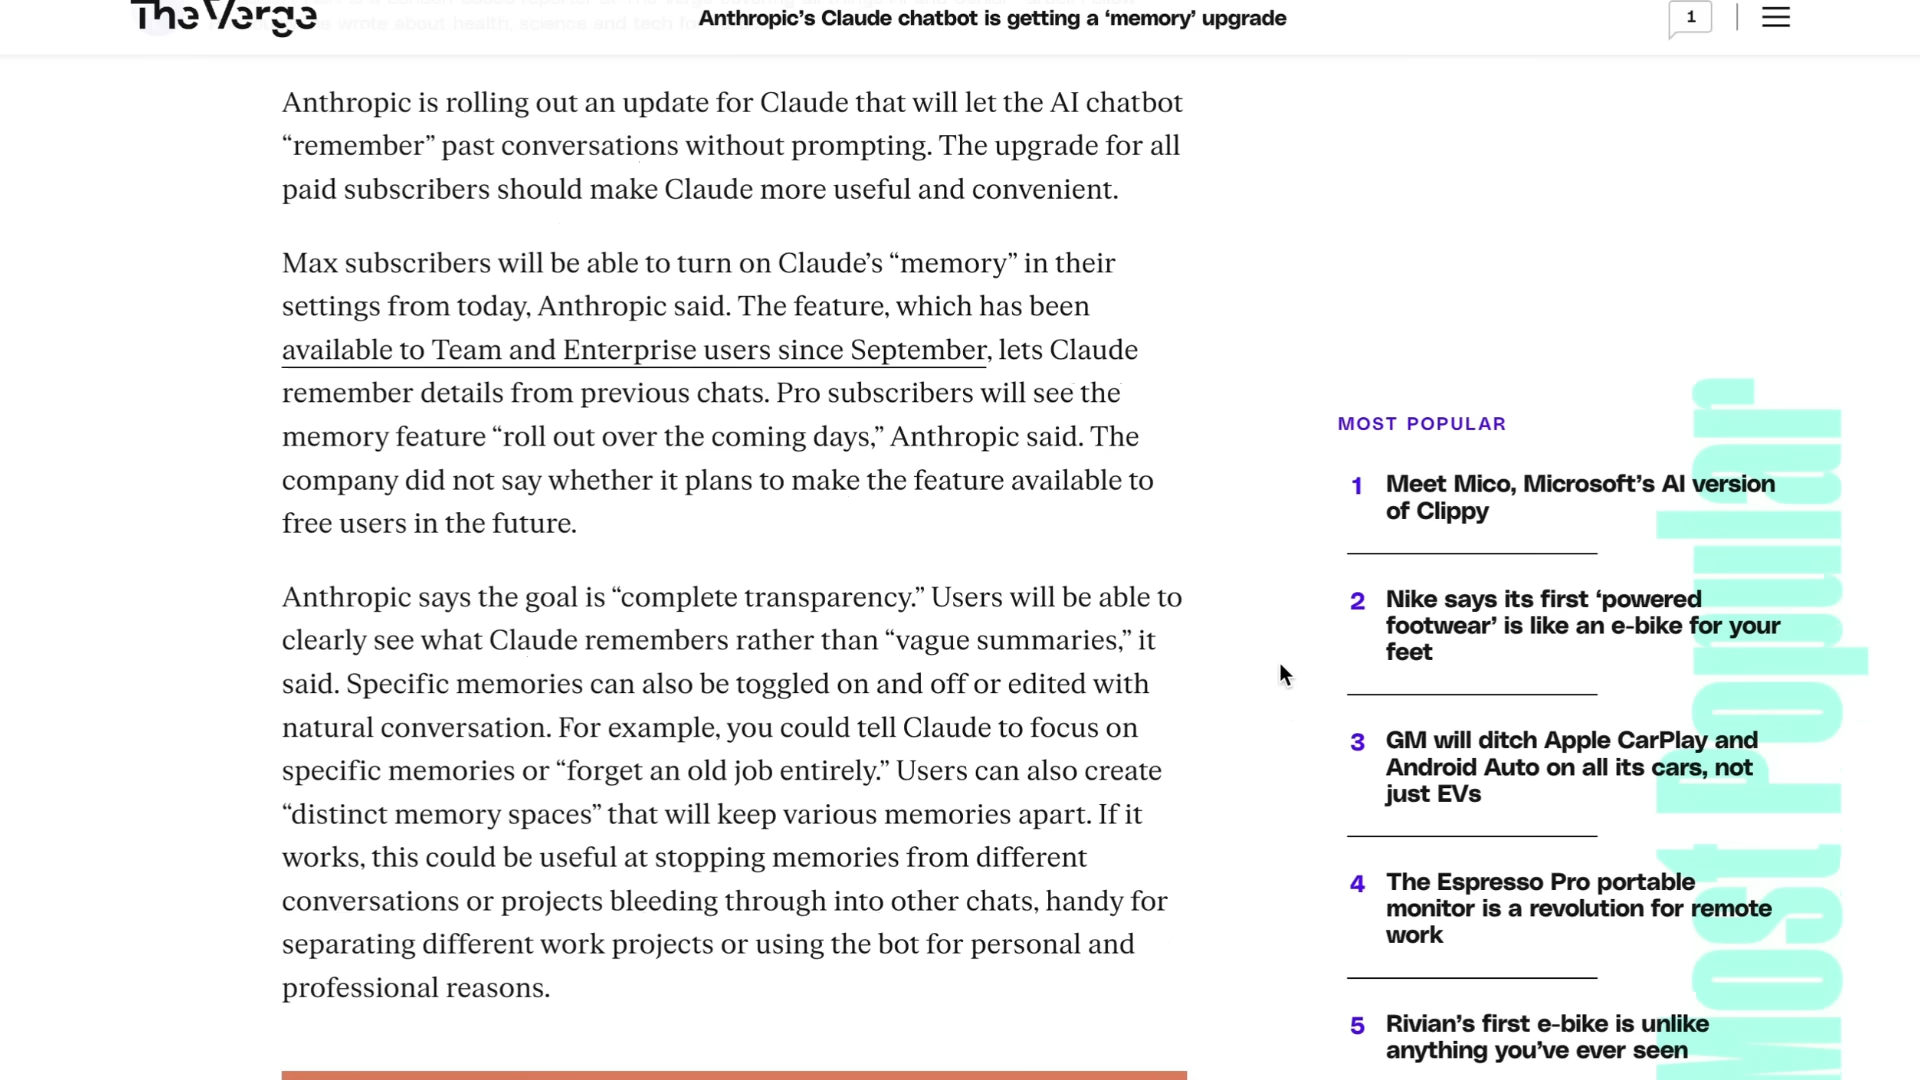 The Verge
Anthropic’s Claude chatbot is getting a ‘memory’ upgrade
1
Anthropic is rolling out an update for Claude that will let the AI chatbot
“remember” past conversations without prompting. The upgrade for all
paid subscribers should make Claude more useful and convenient.
Max subscribers will be able to turn on Claude’s “memory” in their
settings from today, Anthropic said. The feature, which has been
available to Team and Enterprise users since September, lets Claude
remember details from previous chats. Pro subscribers will see the
memory feature “roll out over the coming days,” Anthropic said. The
company did not say whether it plans to make the feature available to
free users in the future.
Anthropic says the goal is “complete transparency.” Users will be able to
clearly see what Claude remembers rather than “vague summaries,” it
said. Specific memories can also be toggled on and off or edited with
natural conversation. For example, you could tell Claude to focus on
specific memories or “forget an old job entirely.” Users can also create
“distinct memory spaces” that will keep various memories apart. If it
works, this could be useful at stopping memories from different
conversations or projects bleeding through into other chats, handy for
separating different work projects or using the bot for personal and
professional reasons.
MOST POPULAR
1 Meet Mico, Microsoft’s AI version
of Clippy
2 Nike says its first ‘powered
footwear’ is like an e-bike for your
feet
3 GM will ditch Apple CarPlay and
Android Auto on all its cars, not
just EVs
4 The Espresso Pro portable
monitor is a revolution for remote
work
5 Rivian’s first e-bike is unlike
anything you’ve ever seen
Most Popular